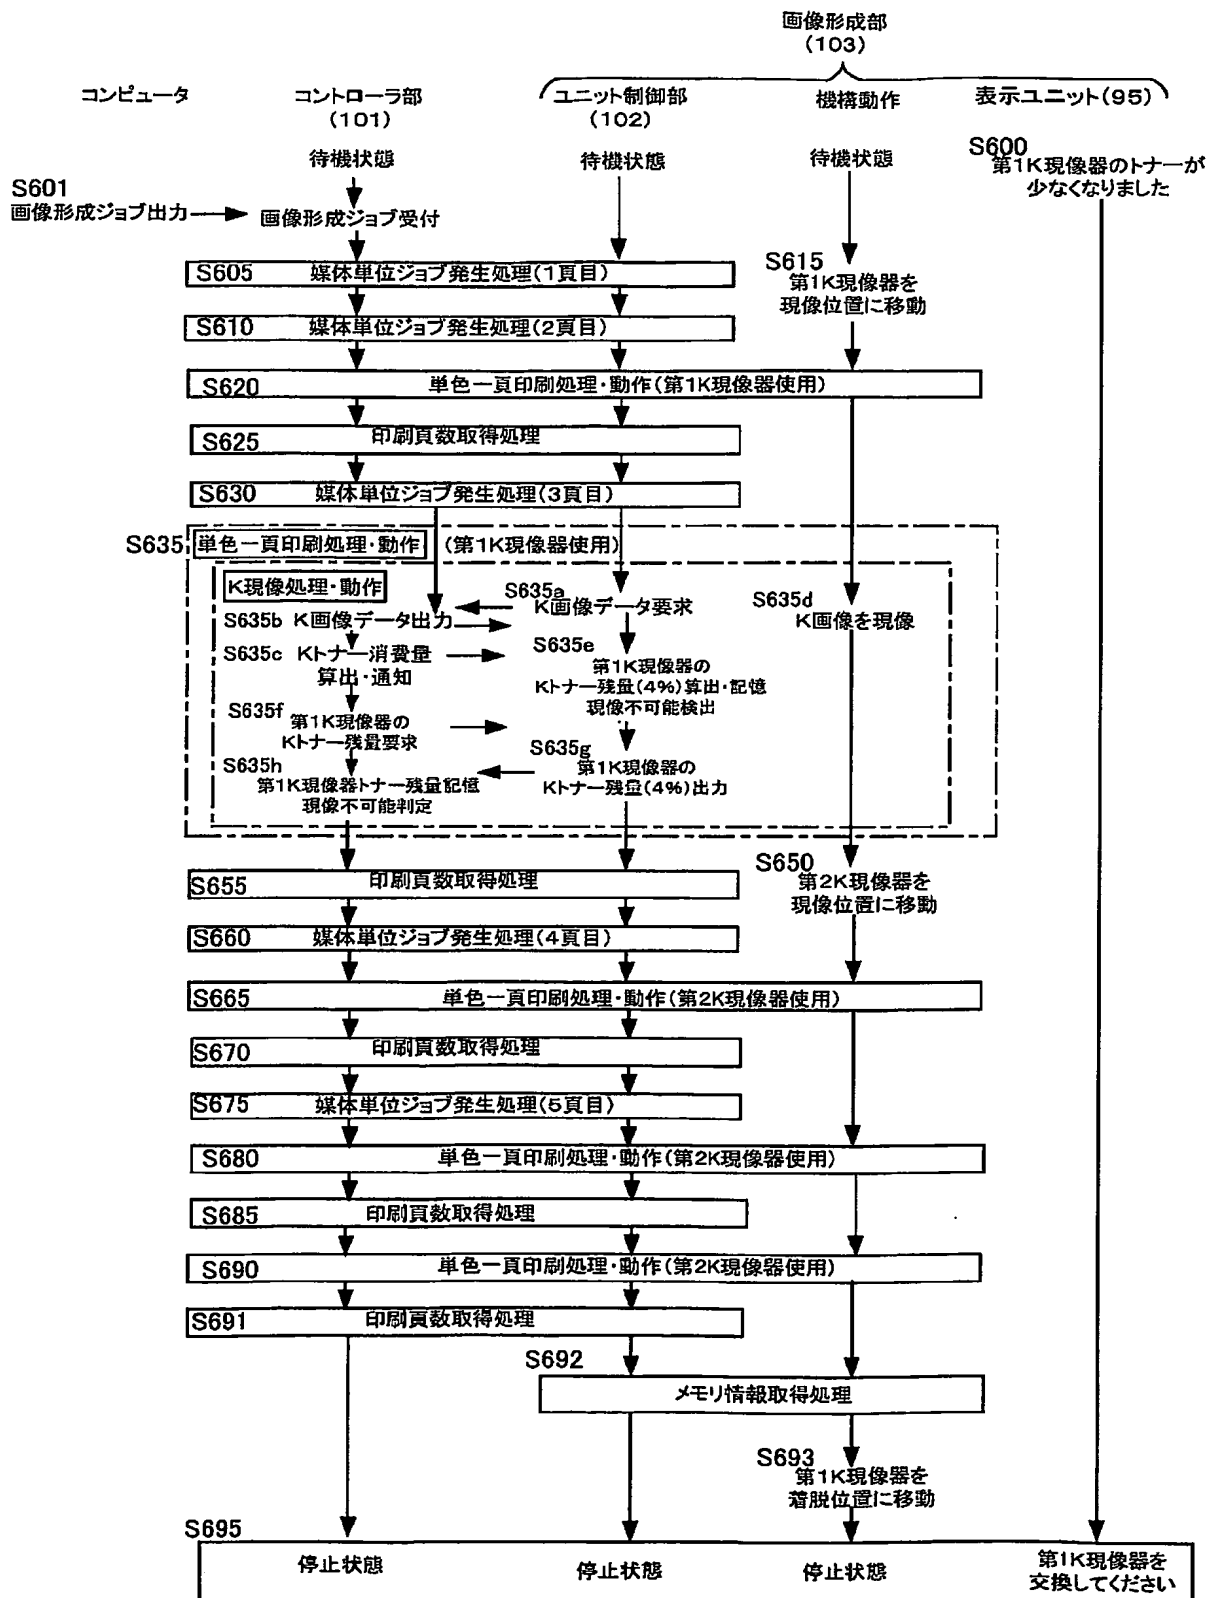 画像形成部
(103)
コンピュータ
コントローラ部
(101)
ユニット制御部
(102)
機構動作
表示ユニット(95)
待機状態
待機状態
待機状態
S600
第1K現像器のトナーが
少なくなりました
S601
画像形成ジョブ出力
画像形成ジョブ受付
S605 媒体単位ジョブ発生処理(1頁目)
S615
第1K現像器を
現像位置に移動
S610 媒体単位ジョブ発生処理(2頁目)
S620 単色一頁印刷処理・動作(第1K現像器使用)
S625 印刷頁数取得処理
S630 媒体単位ジョブ発生処理(3頁目)
S635 単色一頁印刷処理・動作 (第1K現像器使用)
K現像処理・動作
S635a
K画像データ要求
S635b K画像データ出力
S635d
K画像を現像
S635c Kトナー消費量
算出・通知
S635e
第1K現像器の
Kトナー残量(4%)算出・記憶
現像不可能検出
S635f
第1K現像器の
Kトナー残量要求
S635g
第1K現像器の
Kトナー残量(4%)出力
S635h
第1K現像器トナー残量記憶
現像不可能判定
S650
第2K現像器を
現像位置に移動
S655 印刷頁数取得処理
S660 媒体単位ジョブ発生処理(4頁目)
S665 単色一頁印刷処理・動作(第2K現像器使用)
S670 印刷頁数取得処理
S675 媒体単位ジョブ発生処理(5頁目)
S680 単色一頁印刷処理・動作(第2K現像器使用)
S685 印刷頁数取得処理
S690 単色一頁印刷処理・動作(第2K現像器使用)
S691 印刷頁数取得処理
S692
メモリ情報取得処理
S693
第1K現像器を
着脱位置に移動
S695
停止状態
停止状態
停止状態
第1K現像器を
交換してください